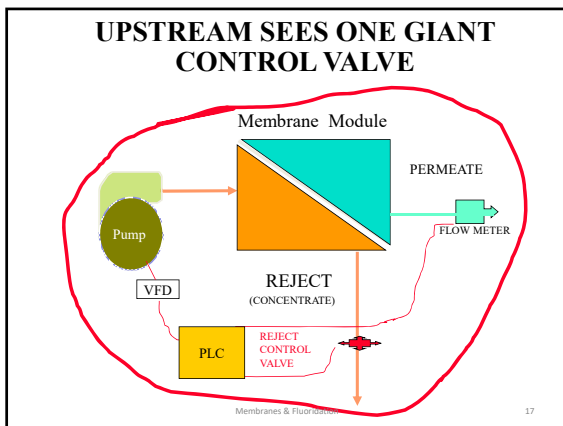 UPSTREAM SEES ONE GIANT
CONTROL VALVE
Membrane Module
PERMEATE
Pump
FLOW METER
VFD
REJECT
(CONCENTRATE)
PLC
REJECT
CONTROL
VALVE
Membranes & Fluoridation
17